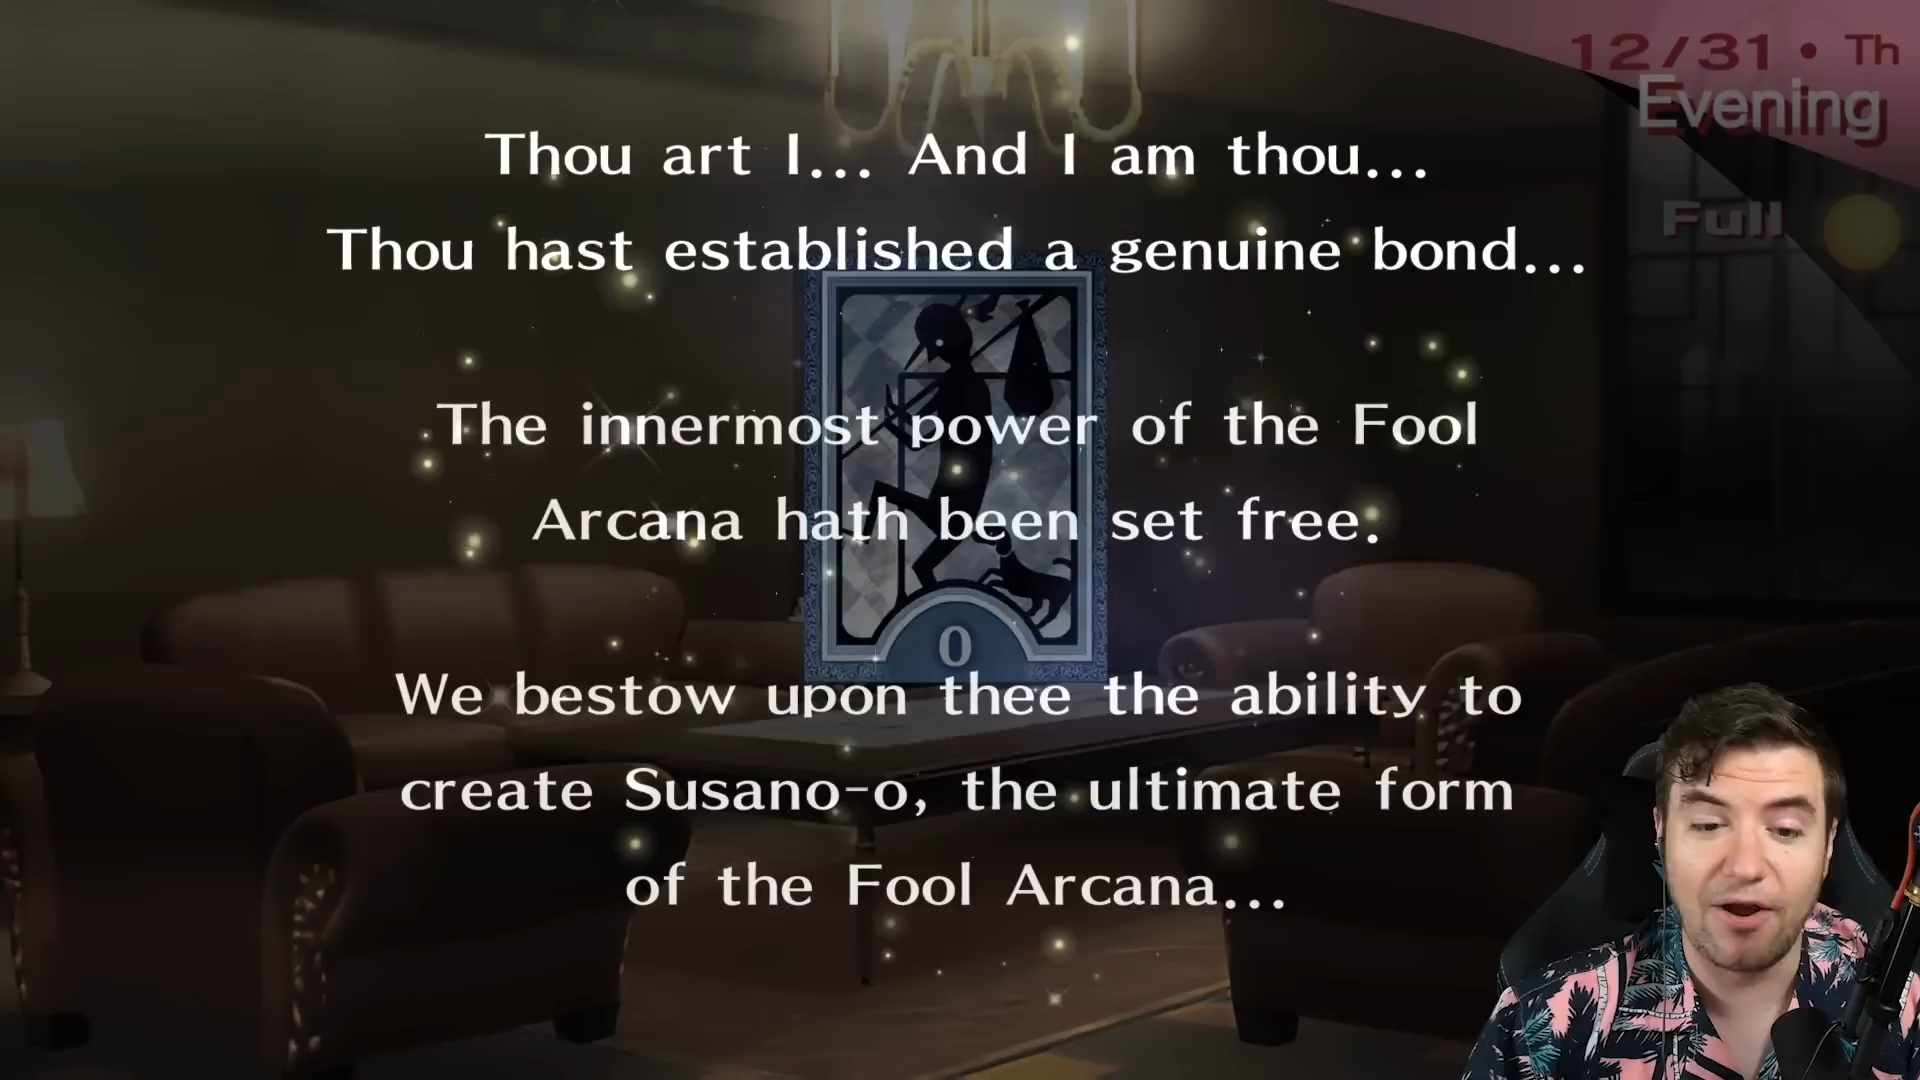 12/31 • Th
Evening
Full
Thou art I... And I am thou...
Thou hast established a genuine bond...
The innermost power of the Fool
Arcana hath been set free.
0
We bestow upon thee the ability to
create Susano-o, the ultimate form
of the Fool Arcana...